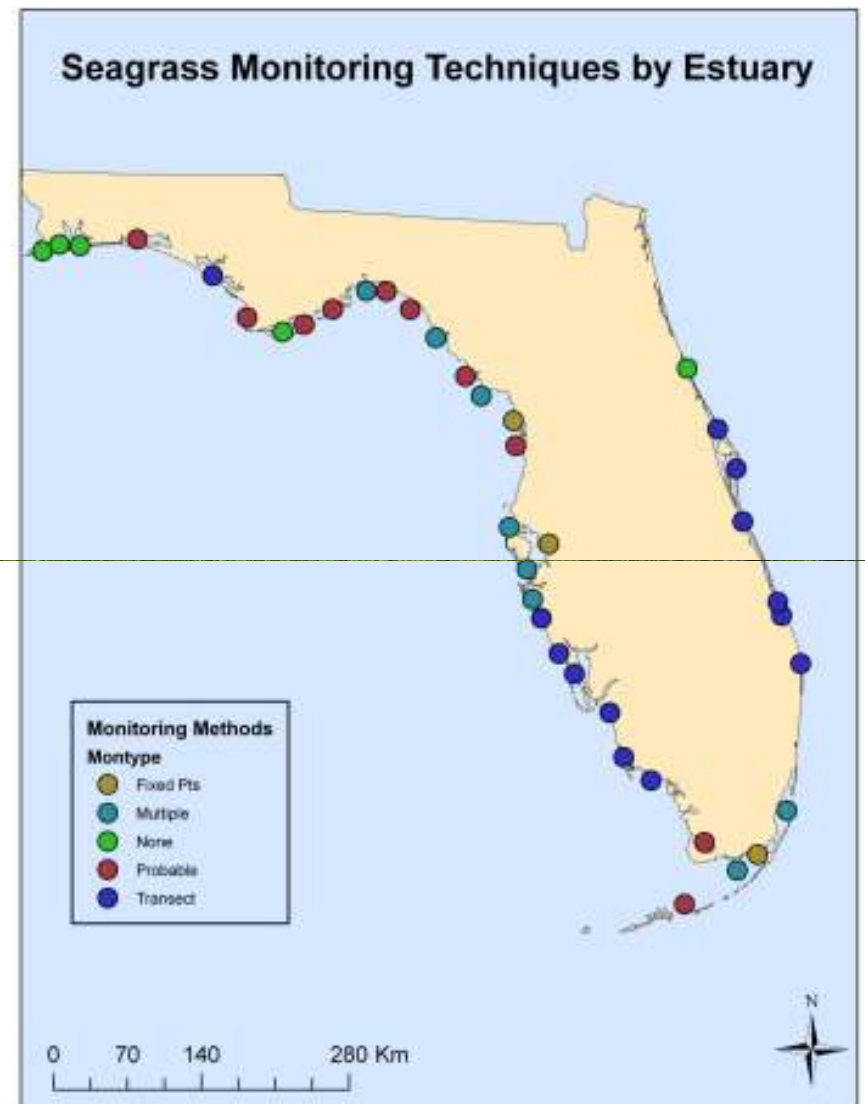 Seagrass Monitoring Techniques by Estuary
Monitoring Methods
Montype
Fixed Pts
Multiple
None
Probable
Transect
0 70 140 280 Km
N